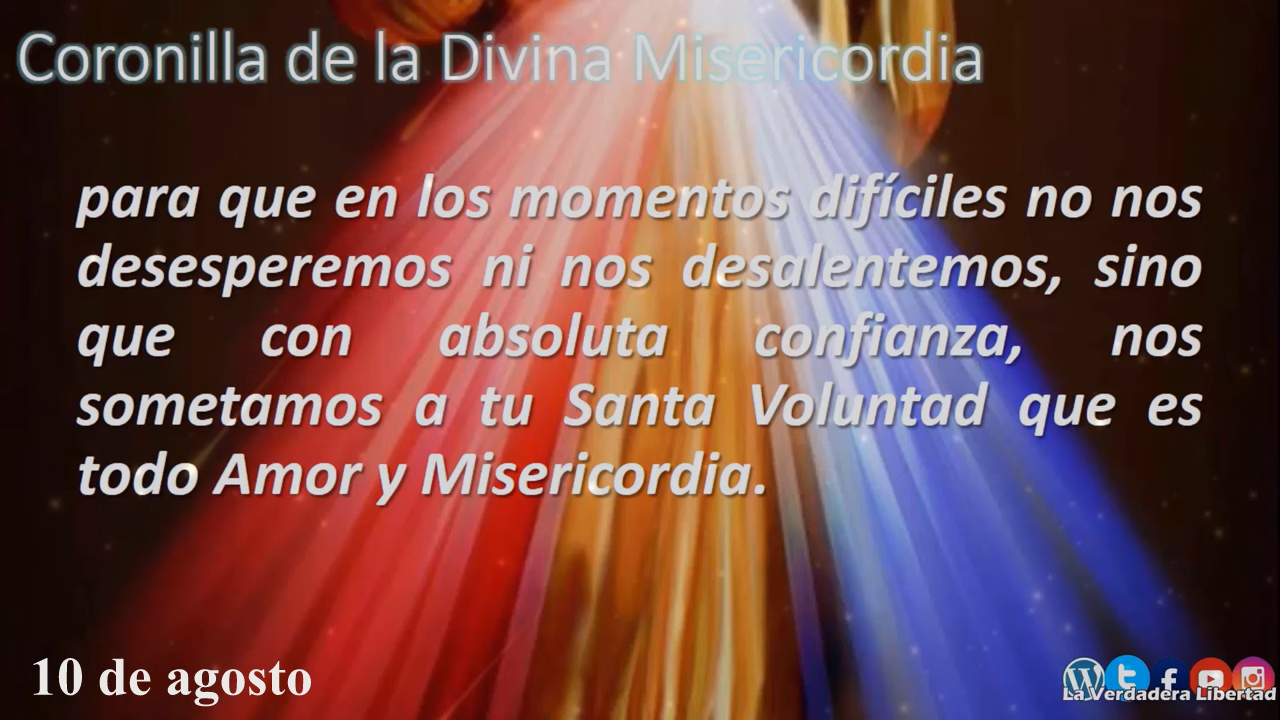 Coronilla de la Divina Misericordia
para que en los momentos difíciles no nos
desesperemos ni nos desalentemos, sino
que con absoluta confianza, nos
sometamos a tu Santa Voluntad que es
todo Amor y Misericordia.
10 de agosto
La Verdadera Libertad